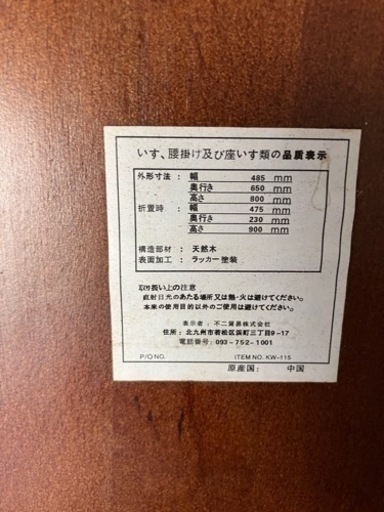 いす、腰掛け及び座いす類の品質表示
外形寸法： 幅 485 mm
奥行き 650 mm
高さ 800 mm
折置時： 幅 475 mm
奥行き 230 mm
高さ 900 mm
構造部材： 天然木
表面加工： ラッカー塗装
取り扱い上の注意
直射日光のあたる場所又は熱・火は避けてください。
本来の使用目的以外のご使用は避けてください。
表示者： 不二貿易株式会社
住所： 北九州市若松区浜町三丁目9-17
電話番号： 093-752-1001
P/O NO. ITEM NO. KW-115
原産国： 中国